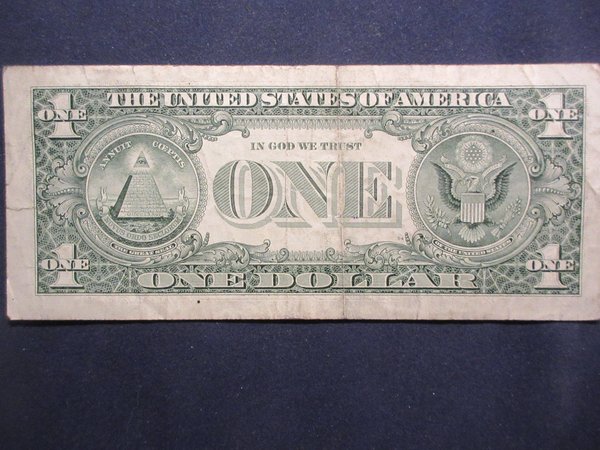 THE UNITED STATES OF AMERICA
1 ONE
1 ONE
ANNUIT COEPTIS
IN GOD WE TRUST
ONE
1 ONE
1 ONE
ONE DOLLAR